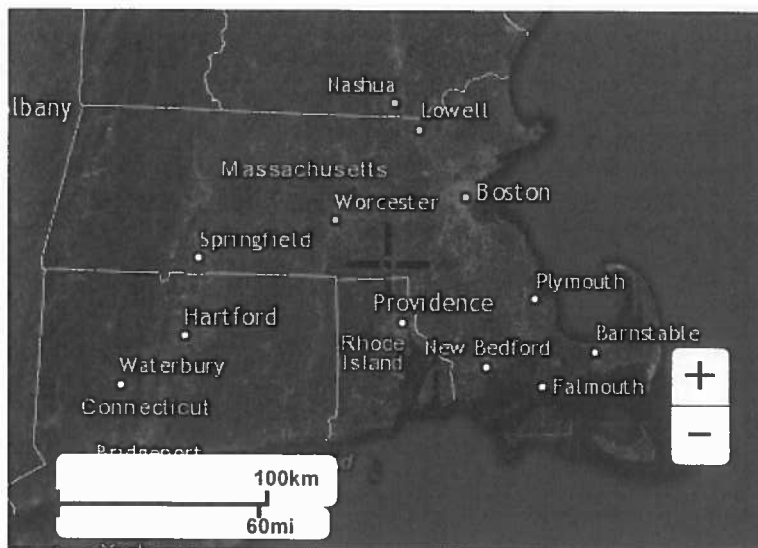 Nashua
lbany
Lowell
Massachusetts
Worcester
Boston
Springfield
Plymouth
Hartford
Providence
Rhode
Island
New Bedford
Barnstable
Waterbury
Falmouth
Connecticut
+
Bridgeport
−
100km
60mi